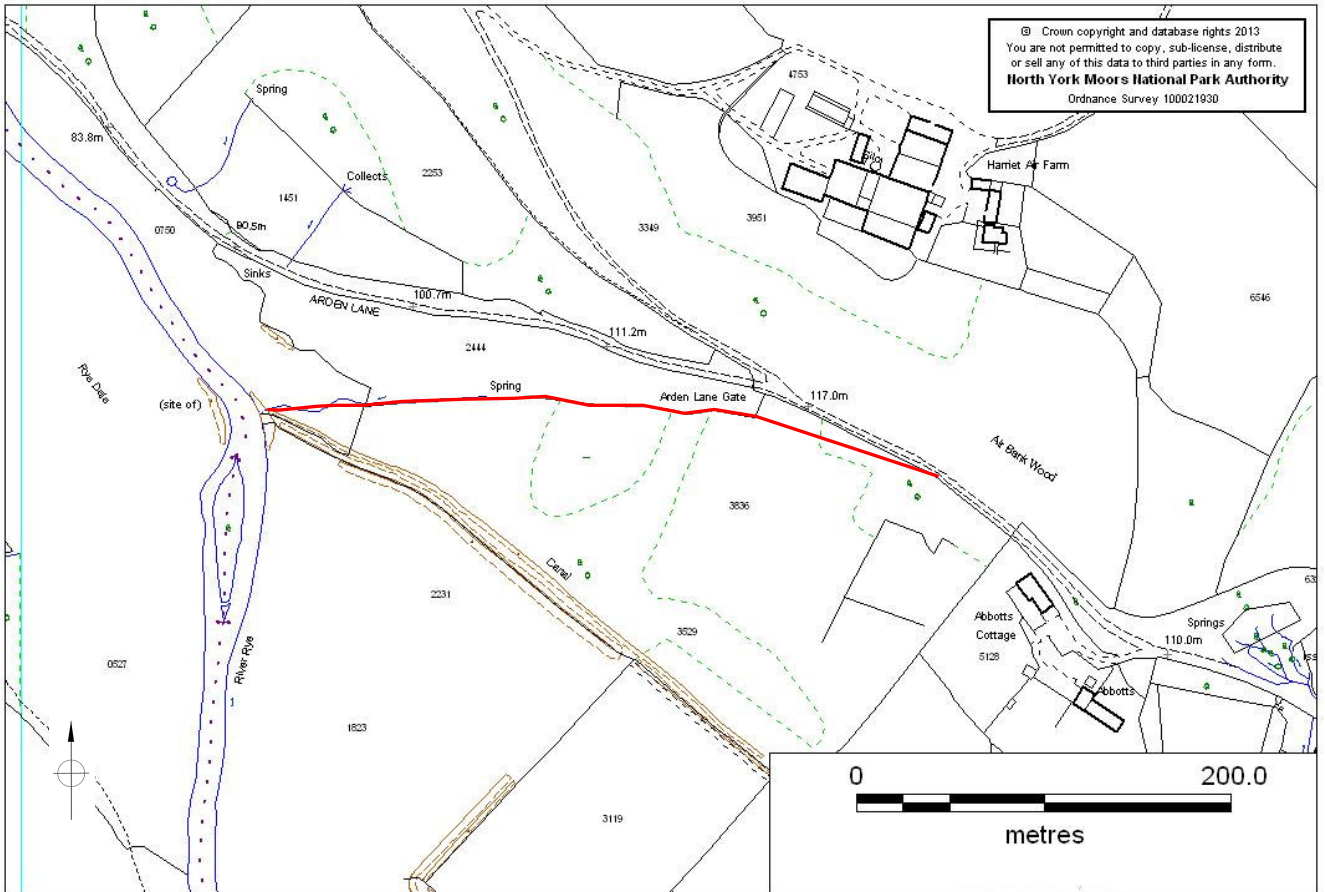 © Crown copyright and database rights 2013
You are not permitted to copy, sub-license, distribute
or sell any of this data to third parties in any form.
North York Moors National Park Authority
Ordnance Survey 100021930
4753
Spring
83.8m
Silo
Harriet Air Farm
Collects
2253
1451
0750
80.5m
3349
3951
Sinks
6546
100.7m
ARDEN LANE
111.2m
2444
Rye Dale
(site of)
Spring
Arden Lane Gate
117.0m
Air Bank Wood
3836
Canal
2231
3529
Abbotts
Cottage
5128
Springs
110.0m
0527
River Rye
Abbotts
1823
3119
0
200.0
metres